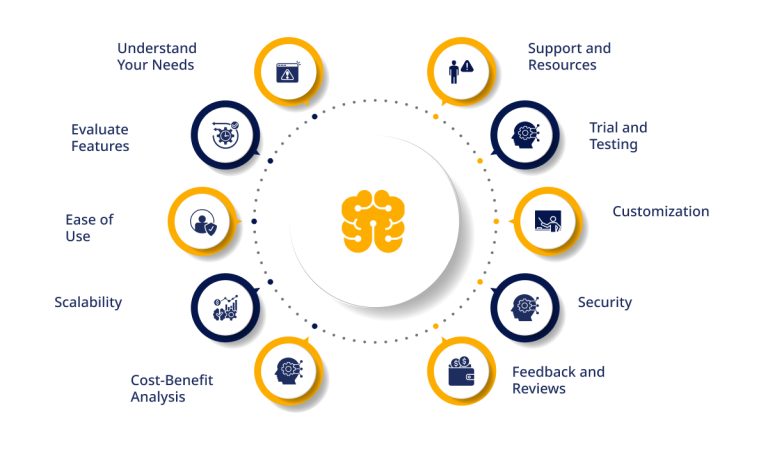 Understand
Your Needs
Evaluate
Features
Ease of
Use
Scalability
Cost-Benefit
Analysis
Support and
Resources
Trial and
Testing
Customization
Security
Feedback and
Reviews